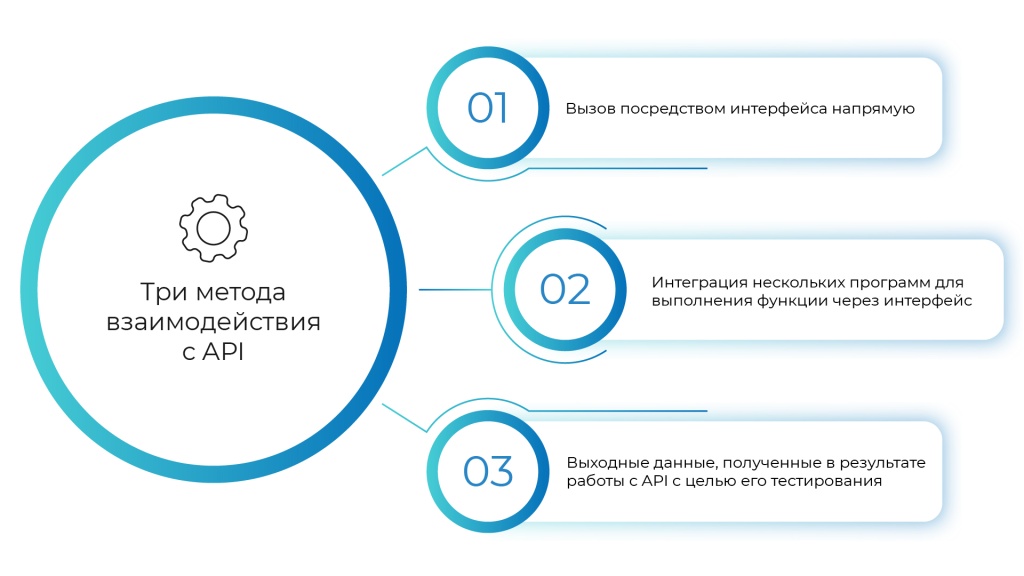 Три метода
взаимодействия
с API
01
Вызов посредством интерфейса напрямую
02
Интеграция нескольких программ для
выполнения функции через интерфейс
03
Выходные данные, полученные в результате
работы с API с целью его тестирования